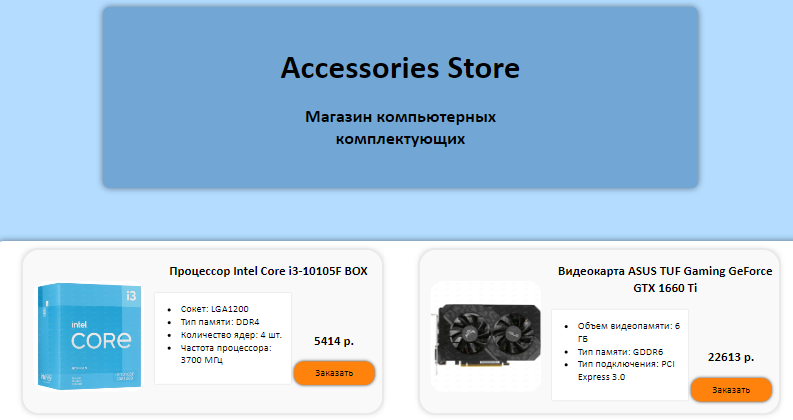 Accessories Store
Магазин компьютерных
комплектующих
Процессор Intel Core i3-10105F BOX
i3
intel
CORE
Сокет: LGA1200
Тип памяти: DDR4
Количество ядер: 4 шт.
Частота процессора:
3700 МГц
5414 р.
Заказать
Видеокарта ASUS TUF Gaming GeForce
GTX 1660 Ti
Объем видеопамяти: 6
ГБ
Тип памяти: GDDR6
Тип подключения: PCI
Express 3.0
22613 р.
Заказать